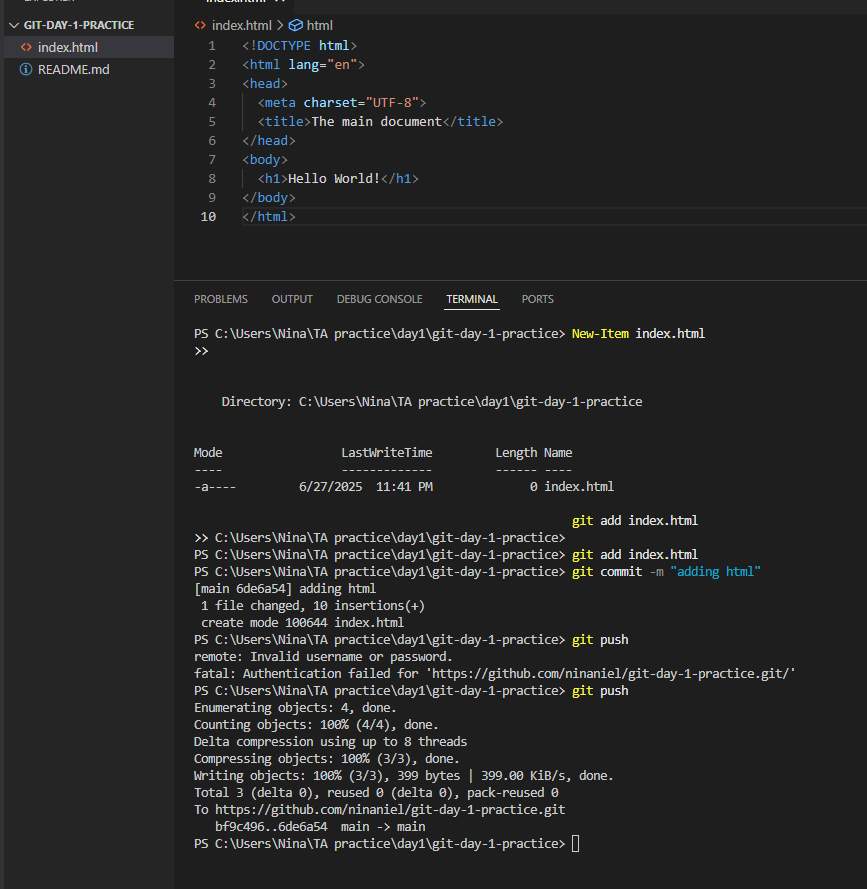 GIT-DAY-1-PRACTICE
index.html
README.md
index.html > html
1 <!DOCTYPE html>
2 <html lang="en">
3 <head>
4 <meta charset="UTF-8">
5 <title>The main document</title>
6 </head>
7 <body>
8 <h1>Hello World!</h1>
9 </body>
10 </html>
PROBLEMS OUTPUT DEBUG CONSOLE TERMINAL PORTS
PS C:\Users\Nina\TA practice\day1\git-day-1-practice> New-Item index.html
>>
Directory: C:\Users\Nina\TA practice\day1\git-day-1-practice
Mode LastWriteTime Length Name
---- ------------- ------ ----
-a---- 6/27/2025 11:41 PM 0 index.html
git add index.html
>> C:\Users\Nina\TA practice\day1\git-day-1-practice>
PS C:\Users\Nina\TA practice\day1\git-day-1-practice> git add index.html
PS C:\Users\Nina\TA practice\day1\git-day-1-practice> git commit -m "adding html"
[main 6de6a54] adding html
1 file changed, 10 insertions(+)
create mode 100644 index.html
PS C:\Users\Nina\TA practice\day1\git-day-1-practice> git push
remote: Invalid username or password.
fatal: Authentication failed for 'https://github.com/ninaniel/git-day-1-practice.git/'
PS C:\Users\Nina\TA practice\day1\git-day-1-practice> git push
Enumerating objects: 4, done.
Counting objects: 100% (4/4), done.
Delta compression using up to 8 threads
Compressing objects: 100% (3/3), done.
Writing objects: 100% (3/3), 399 bytes | 399.00 KiB/s, done.
Total 3 (delta 0), reused 0 (delta 0), pack-reused 0
To https://github.com/ninaniel/git-day-1-practice.git
bf9c496..6de6a54 main -> main
PS C:\Users\Nina\TA practice\day1\git-day-1-practice>